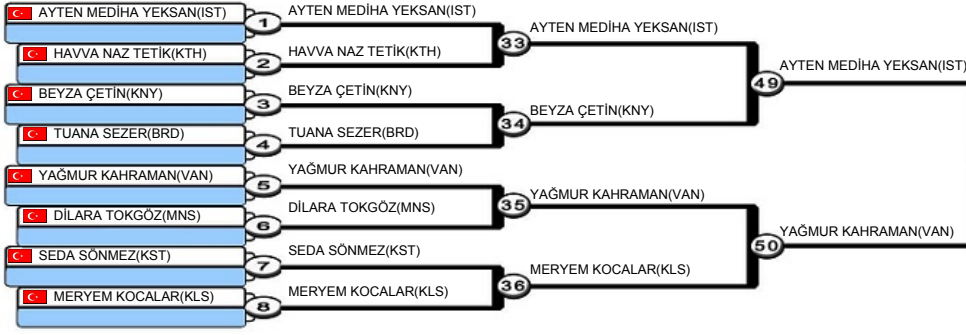 AYTEN MEDİHA YEKSAN(IST)
1
AYTEN MEDİHA YEKSAN(IST)
HAVVA NAZ TETİK(KTH)
2
HAVVA NAZ TETİK(KTH)
33
AYTEN MEDİHA YEKSAN(IST)
BEYZA ÇETİN(KNY)
3
BEYZA ÇETİN(KNY)
49
AYTEN MEDİHA YEKSAN(IST)
TUANA SEZER(BRD)
4
TUANA SEZER(BRD)
34
BEYZA ÇETİN(KNY)
YAĞMUR KAHRAMAN(VAN)
5
YAĞMUR KAHRAMAN(VAN)
DİLARA TOKGÖZ(MNS)
6
DİLARA TOKGÖZ(MNS)
35
YAĞMUR KAHRAMAN(VAN)
SEDA SÖNMEZ(KST)
7
SEDA SÖNMEZ(KST)
50
YAĞMUR KAHRAMAN(VAN)
MERYEM KOCALAR(KLS)
8
MERYEM KOCALAR(KLS)
36
MERYEM KOCALAR(KLS)